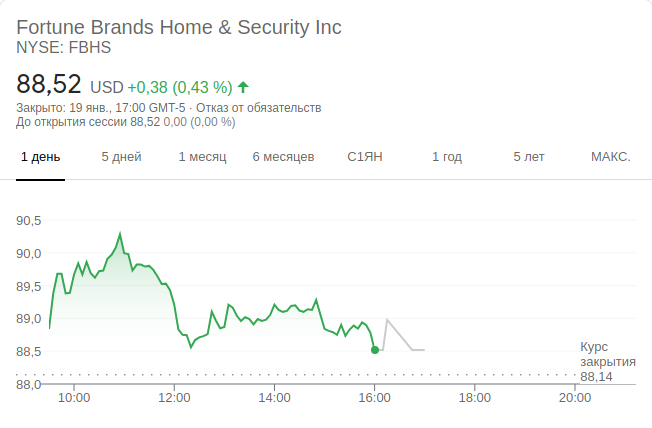 Fortune Brands Home & Security Inc
NYSE: FBHS
88,52 USD +0,38 (0,43 %)
Закрыто: 19 янв., 17:00 GMT-5 · Отказ от обязательств
До открытия сессии 88,52 0,00 (0,00 %)
1 день 5 дней 1 месяц 6 месяцев С1ЯН 1 год 5 лет МАКС.
90,5
90,0
89,5
89,0
88,5
88,0
Курс
закрытия
88,14
10:00 12:00 14:00 16:00 18:00 20:00